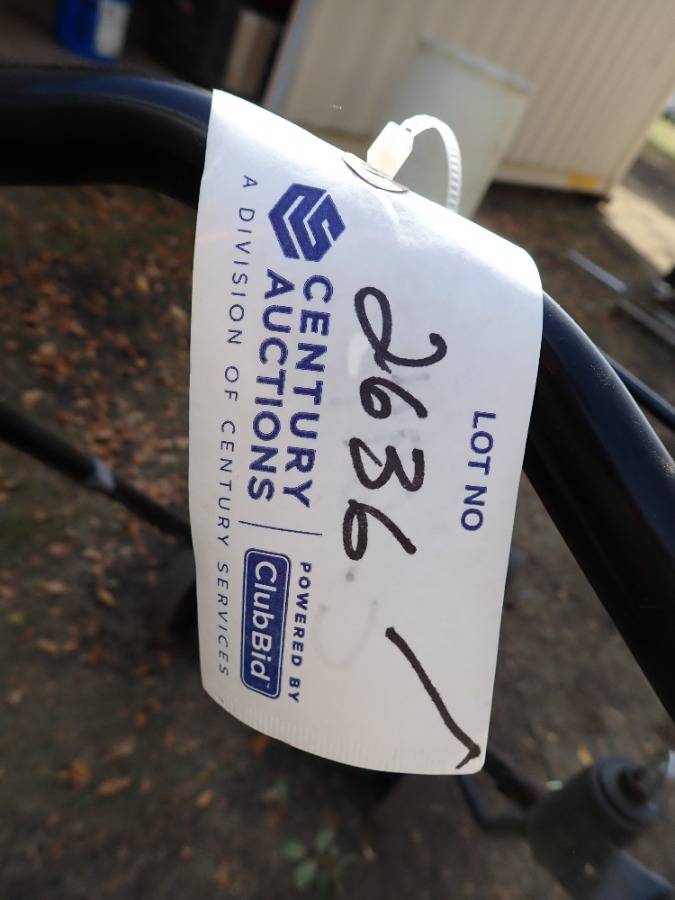 LOT NO
2636
CENTURY
AUCTIONS
POWERED BY
ClubBid
A DIVISION OF CENTURY SERVICES